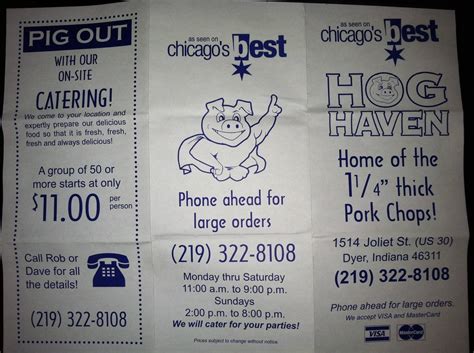 PIG OUT
WITH OUR
ON-SITE
CATERING!
We come to your location and
expertly prepare our delicious
food so that it is fresh, fresh,
fresh and always delicious!
A group of 50 or
more starts at only
$11.00 per person
Call Rob or
Dave for all
the details!
(219) 322-8108
as seen on
chicago's best
Phone ahead for
large orders
(219) 322-8108
Monday thru Saturday
11:00 a.m. to 9:00 p.m.
Sundays
2:00 p.m. to 8:00 p.m.
We will cater for your parties!
Prices subject to change without notice.
as seen on
chicago's best
HOG
HAVEN
Home of the
1 1/4" thick
Pork Chops!
1514 Joliet St. (US 30)
Dyer, Indiana 46311
(219) 322-8108
Phone ahead for large orders.
We accept VISA and MasterCard
VISA MasterCard